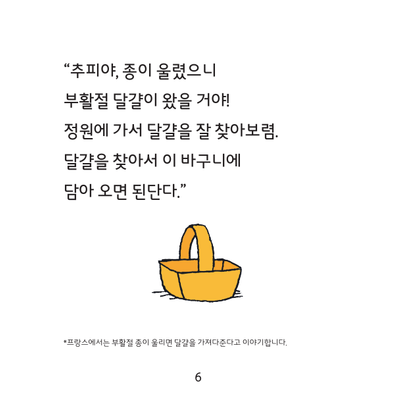 “추피야, 종이 울렸으니
부활절 달걀이 왔을 거야!
정원에 가서 달걀을 잘 찾아보렴.
달걀을 찾아서 이 바구니에
담아 오면 된단다.”
*프랑스에서는 부활절 종이 울리면 달걀을 가져다준다고 이야기합니다.
6